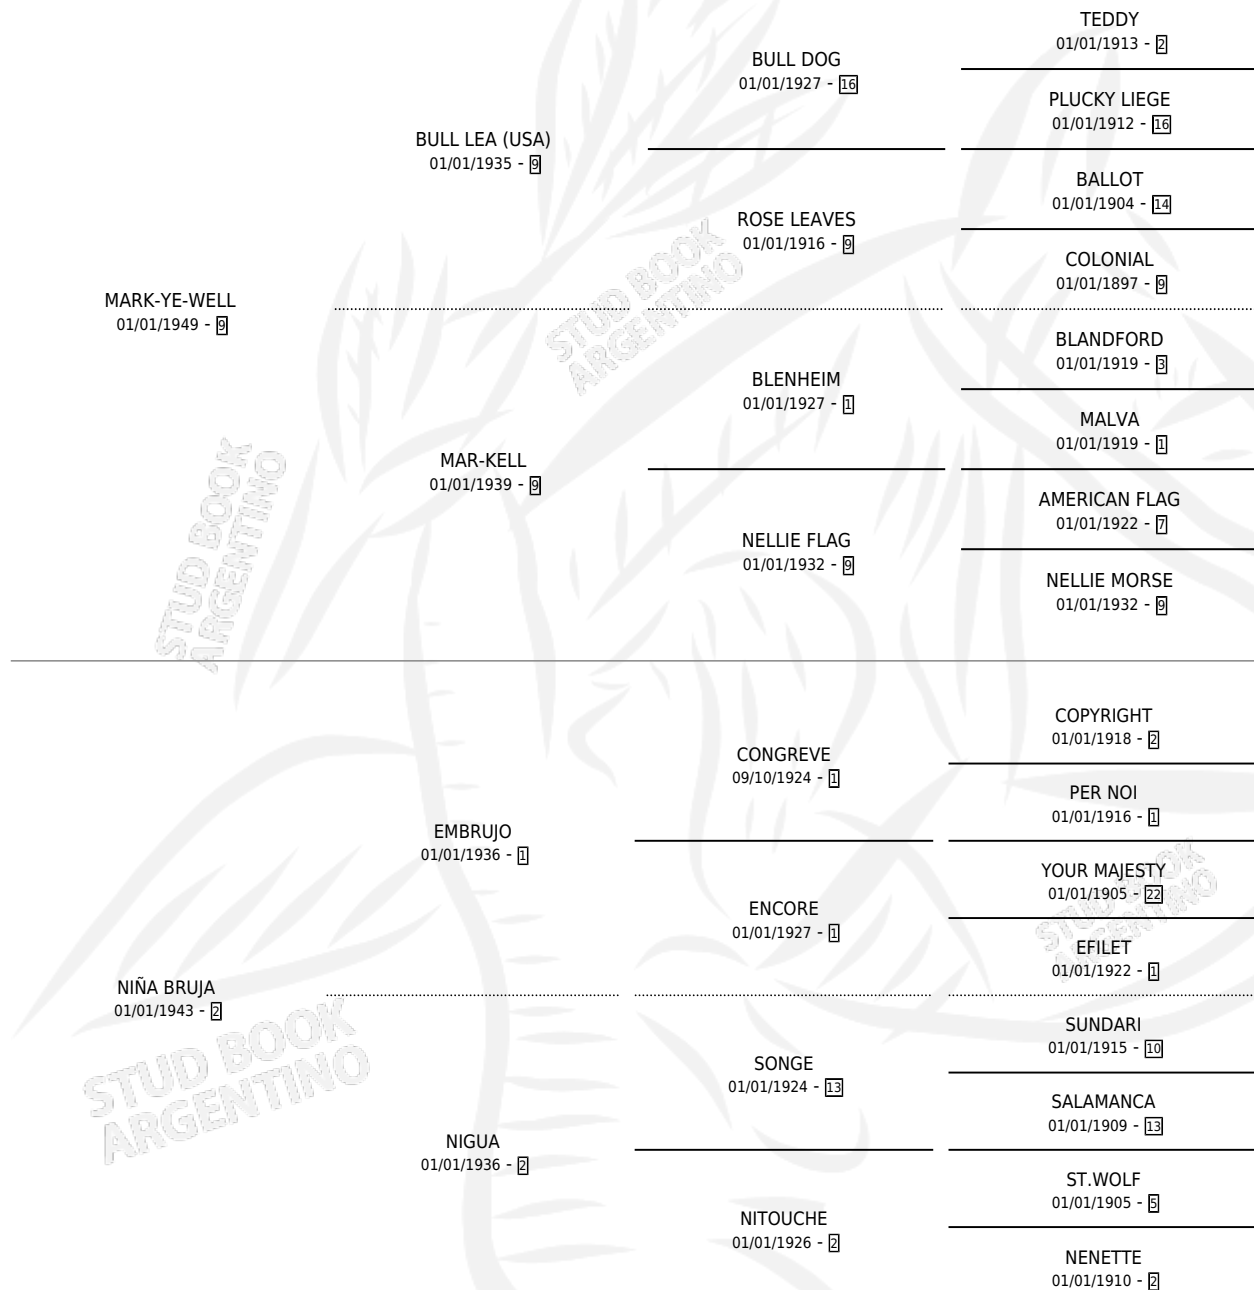 TEDDY
01/01/1913 - 2
BULL DOG
01/01/1927 - 16
PLUCKY LIEGE
01/01/1912 - 16
BULL LEA (USA)
01/01/1935 - 9
BALLOT
01/01/1904 - 14
ROSE LEAVES
01/01/1916 - 9
COLONIAL
01/01/1897 - 9
MARK-YE-WELL
01/01/1949 - 9
BLANDFORD
01/01/1919 - 3
BLENHEIM
01/01/1927 - 1
MALVA
01/01/1919 - 1
MAR-KELL
01/01/1939 - 9
AMERICAN FLAG
01/01/1922 - 7
NELLIE FLAG
01/01/1932 - 9
NELLIE MORSE
01/01/1932 - 9
COPYRIGHT
01/01/1918 - 2
CONGREVE
09/10/1924 - 1
PER NOI
01/01/1916 - 1
EMBRUJO
01/01/1936 - 1
YOUR MAJESTY
01/01/1905 - 22
ENCORE
01/01/1927 - 1
EFILET
01/01/1922 - 1
NIÑA BRUJA
01/01/1943 - 2
SUNDARI
01/01/1915 - 10
SONGE
01/01/1924 - 13
SALAMANCA
01/01/1909 - 13
NIGUA
01/01/1936 - 2
ST.WOLF
01/01/1905 - 5
NITOUCHE
01/01/1926 - 2
NENETTE
01/01/1910 - 2
STUD BOOK
ARGENTINO
STUD BOOK
ARGENTINO
STUD BOOK
ARGENTINO
STUD BOOK
ARGENTINO